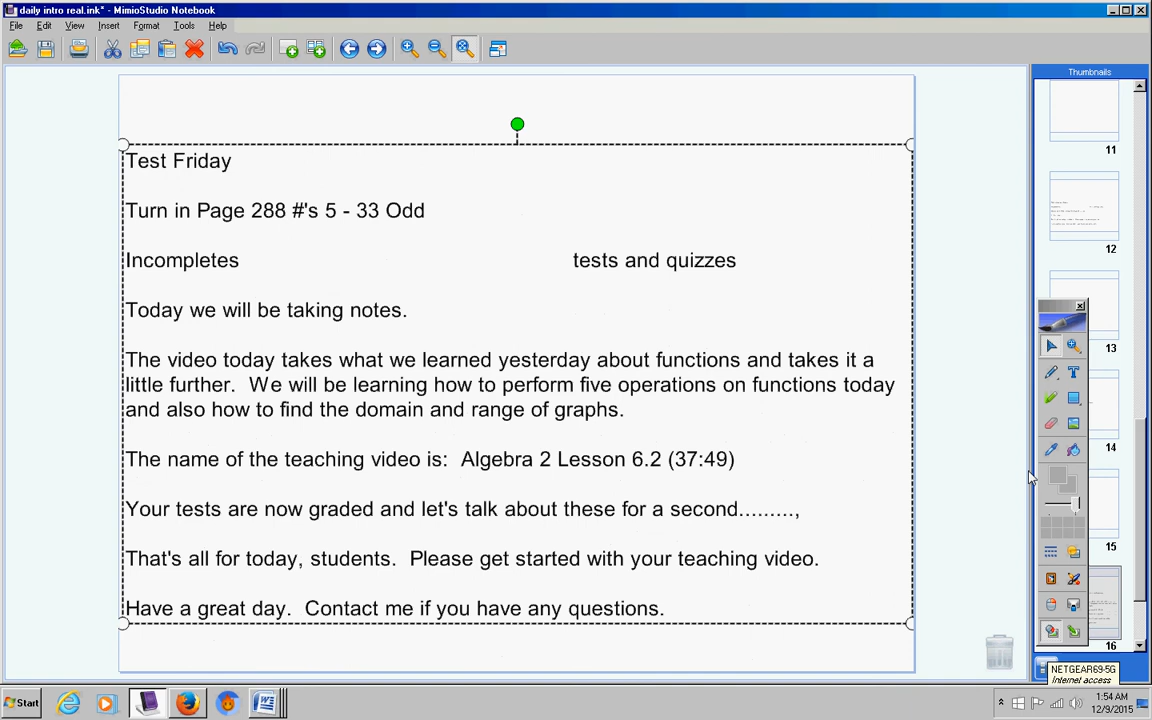 daily intro real.ink* - MimioStudio Notebook
File Edit View Insert Format Tools Help
Thumbnails
Test Friday
Turn in Page 288 #'s 5 - 33 Odd
Incompletes tests and quizzes
Today we will be taking notes.
The video today takes what we learned yesterday about functions and takes it a
little further. We will be learning how to perform five operations on functions today
and also how to find the domain and range of graphs.
The name of the teaching video is: Algebra 2 Lesson 6.2 (37:49)
Your tests are now graded and let's talk about these for a second.........,
That's all for today, students. Please get started with your teaching video.
Have a great day. Contact me if you have any questions.
11
12
13
14
15
16
NETGEAR69-5G
Internet access
Start
1:54 AM
12/9/2015